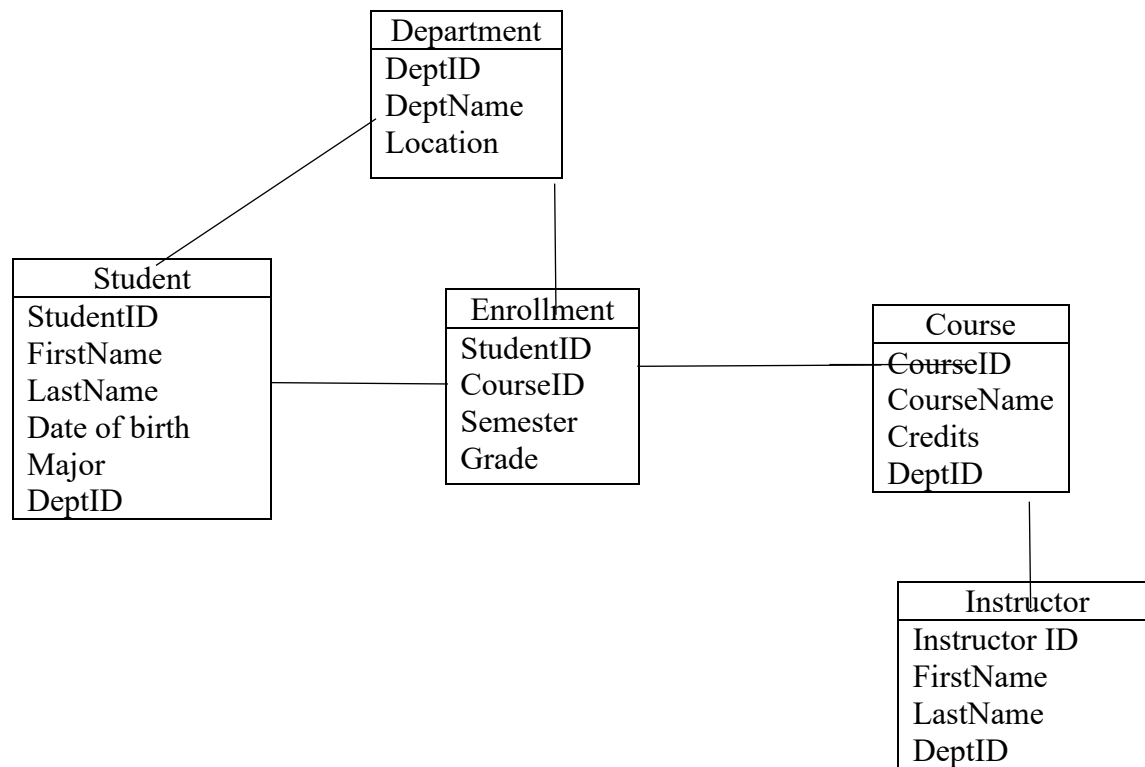 Department
DeptID
DeptName
Location
Student
StudentID
FirstName
LastName
Date of birth
Major
DeptID
Enrollment
StudentID
CourseID
Semester
Grade
Course
CourseID
CourseName
Credits
DeptID
Instructor
Instructor ID
FirstName
LastName
DeptID